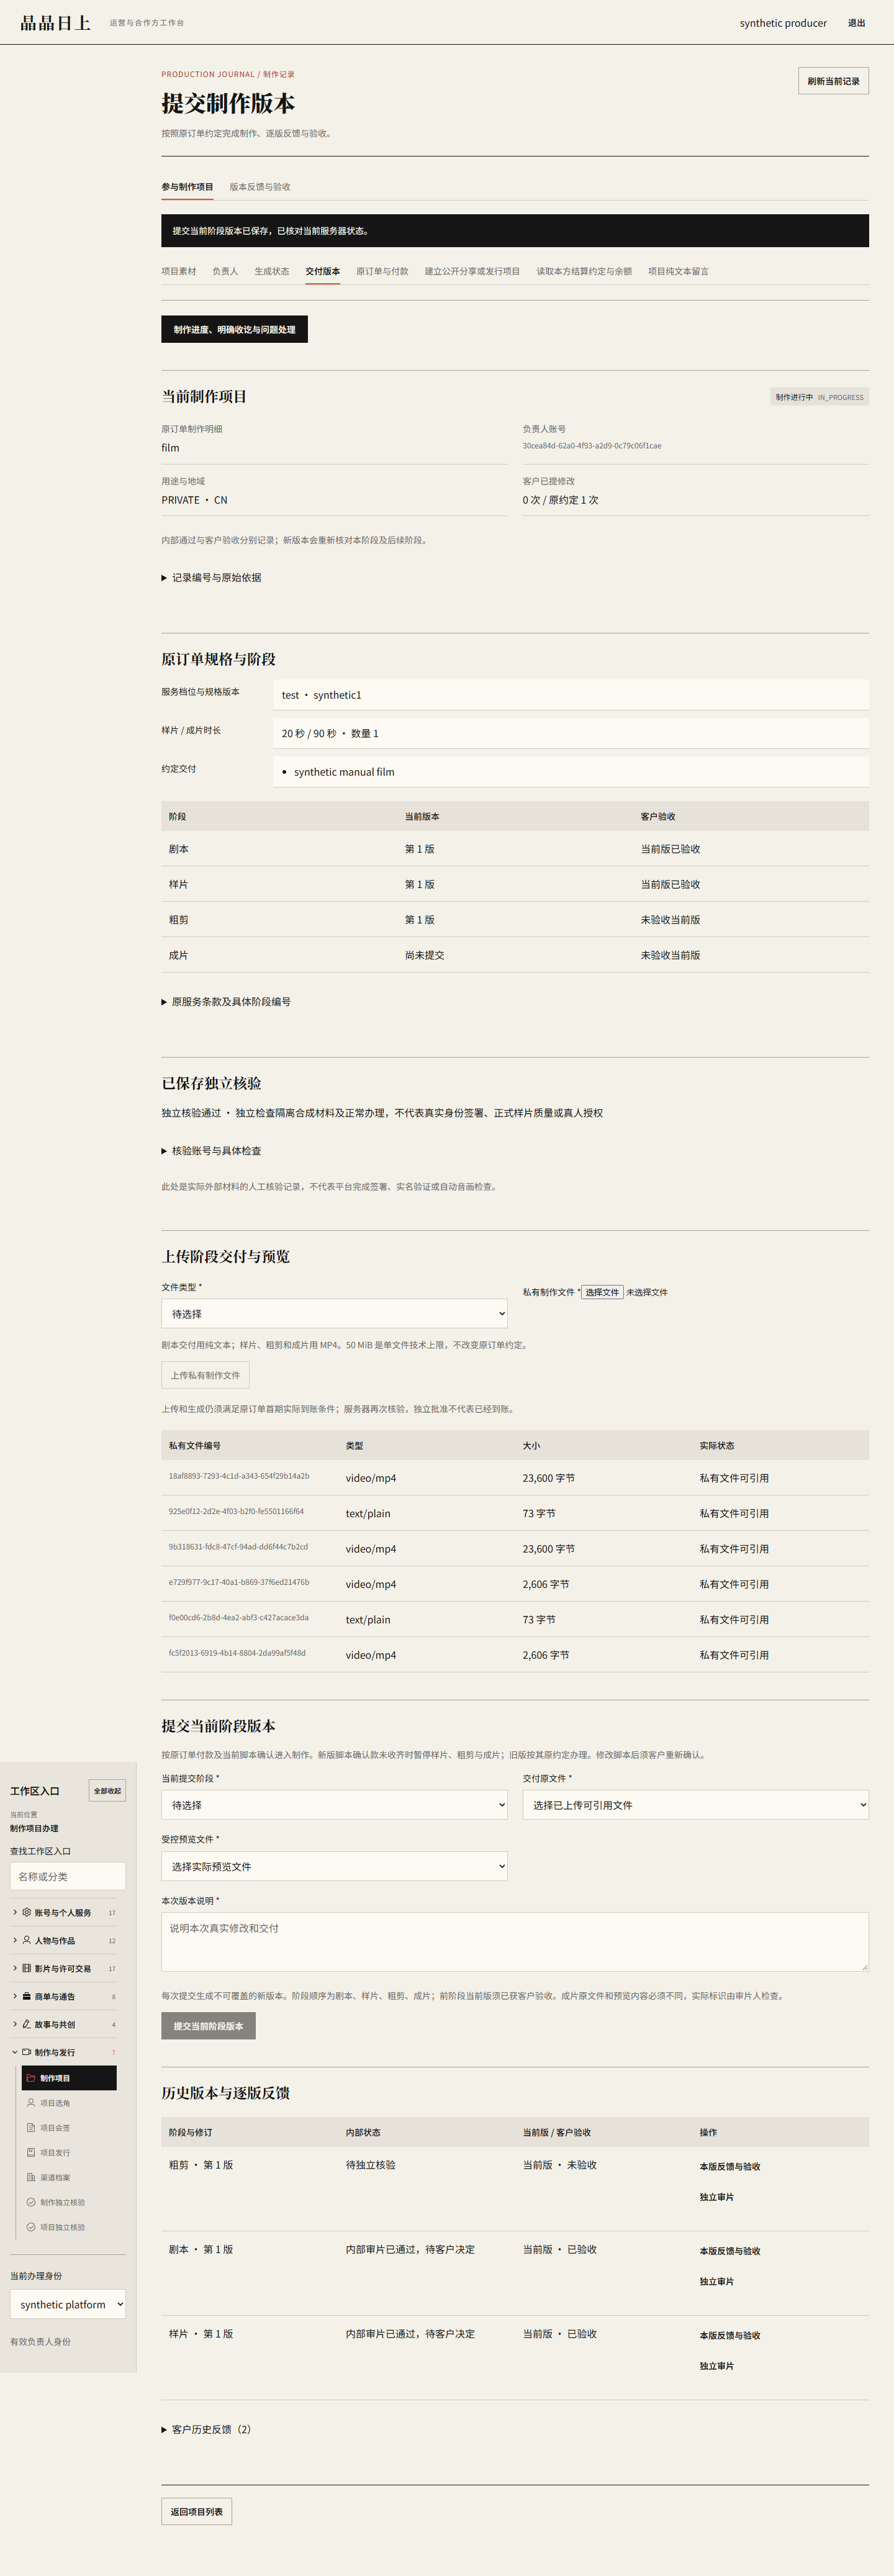 晶晶日上
运营与合作方工作台
synthetic producer
退出
PRODUCTION JOURNAL / 制作记录
提交制作版本
按照原订单约定完成制作、逐版反馈与验收。
刷新当前记录
参与制作项目 版本反馈与验收
提交当前阶段版本已保存，已核对当前服务器状态。
项目素材 负责人 生成状态 交付版本 原订单与付款 建立公开分享或发行项目 读取本方结算约定与余额 项目纯文本留言
制作进度、明确收讫与问题处理
当前制作项目
制作进行中 IN_PROGRESS
原订单制作明细
film
负责人账号
30cea84d-62a0-4f93-a2d9-0c79c06f1cae
用途与地域
PRIVATE · CN
客户已提修改
0 次 / 原约定 1 次
内部通过与客户验收分别记录；新版本会重新核对本阶段及后续阶段。
▶ 记录编号与原始依据
原订单规格与阶段
服务档位与规格版本 test · synthetic1
样片 / 成片时长 20 秒 / 90 秒 · 数量 1
约定交付 • synthetic manual film
阶段 当前版本 客户验收
剧本 第 1 版 当前版已验收
样片 第 1 版 当前版已验收
粗剪 第 1 版 未验收当前版
成片 尚未提交 未验收当前版
▶ 原服务条款及具体阶段编号
已保存独立核验
独立核验通过 · 独立检查隔离合成材料及正常办理，不代表真实身份签署、正式样片质量或真人授权
▶ 核验账号与具体检查
此处是实际外部材料的人工核验记录，不代表平台完成签署、实名验证或自动音画检查。
上传阶段交付与预览
文件类型 *
待选择
私有制作文件 * 选择文件 未选择文件
剧本交付用纯文本；样片、粗剪和成片用 MP4。50 MiB 是单文件技术上限，不改变原订单约定。
上传私有制作文件
上传和生成仍须满足原订单首期实际到账条件；服务器再次核验，独立批准不代表已经到账。
私有文件编号 类型 大小 实际状态
18af8893-7293-4c1d-a343-654f29b14a2b video/mp4 23,600 字节 私有文件可引用
925e0f12-2d2e-4f03-b2f0-fe5501166f64 text/plain 73 字节 私有文件可引用
9b318631-fdc8-47cf-94ad-dd6f44c7b2cd video/mp4 23,600 字节 私有文件可引用
e729f977-9c17-40a1-b869-37f6ed21476b video/mp4 2,606 字节 私有文件可引用
f0e00cd6-2b8d-4ea2-abf3-c427acace3da text/plain 73 字节 私有文件可引用
fc5f2013-6919-4b14-8804-2da99af5f48d video/mp4 2,606 字节 私有文件可引用
提交当前阶段版本
按原订单付款及当前脚本确认进入制作。新版脚本确认款未收齐时暂停样片、粗剪与成片；旧版按其原约定办理。修改脚本后须客户重新确认。
当前提交阶段 *
待选择
交付原文件 *
选择已上传可引用文件
受控预览文件 *
选择实际预览文件
本次版本说明 *
说明本次真实修改和交付
每次提交生成不可覆盖的新版本。阶段顺序为剧本、样片、粗剪、成片；前阶段当前版须已获客户验收。成片原文件和预览内容必须不同，实际标识由审片人检查。
提交当前阶段版本
历史版本与逐版反馈
阶段与修订 内部状态 当前版 / 客户验收 操作
粗剪 · 第 1 版 待独立核验 当前版 · 未验收 本版反馈与验收
独立审片
剧本 · 第 1 版 内部审片已通过，待客户决定 当前版 · 已验收 本版反馈与验收
独立审片
样片 · 第 1 版 内部审片已通过，待客户决定 当前版 · 已验收 本版反馈与验收
独立审片
▶ 客户历史反馈（2）
返回项目列表
工作区入口
全部收起
当前位置
制作项目办理
查找工作区入口
名称或分类
账号与个人服务 17
人物与作品 12
影片与许可交易 17
商单与通告 8
故事与共创 4
制作与发行 7
制作项目
项目选角
项目会签
项目发行
渠道档案
制作独立核验
项目独立核验
当前办理身份
synthetic platform
有效负责人身份